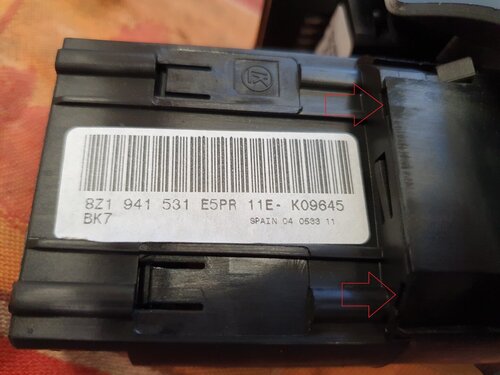 8Z1 941 531 E5PR 11E- K09645
BK7 SPAIN 04 0533 11